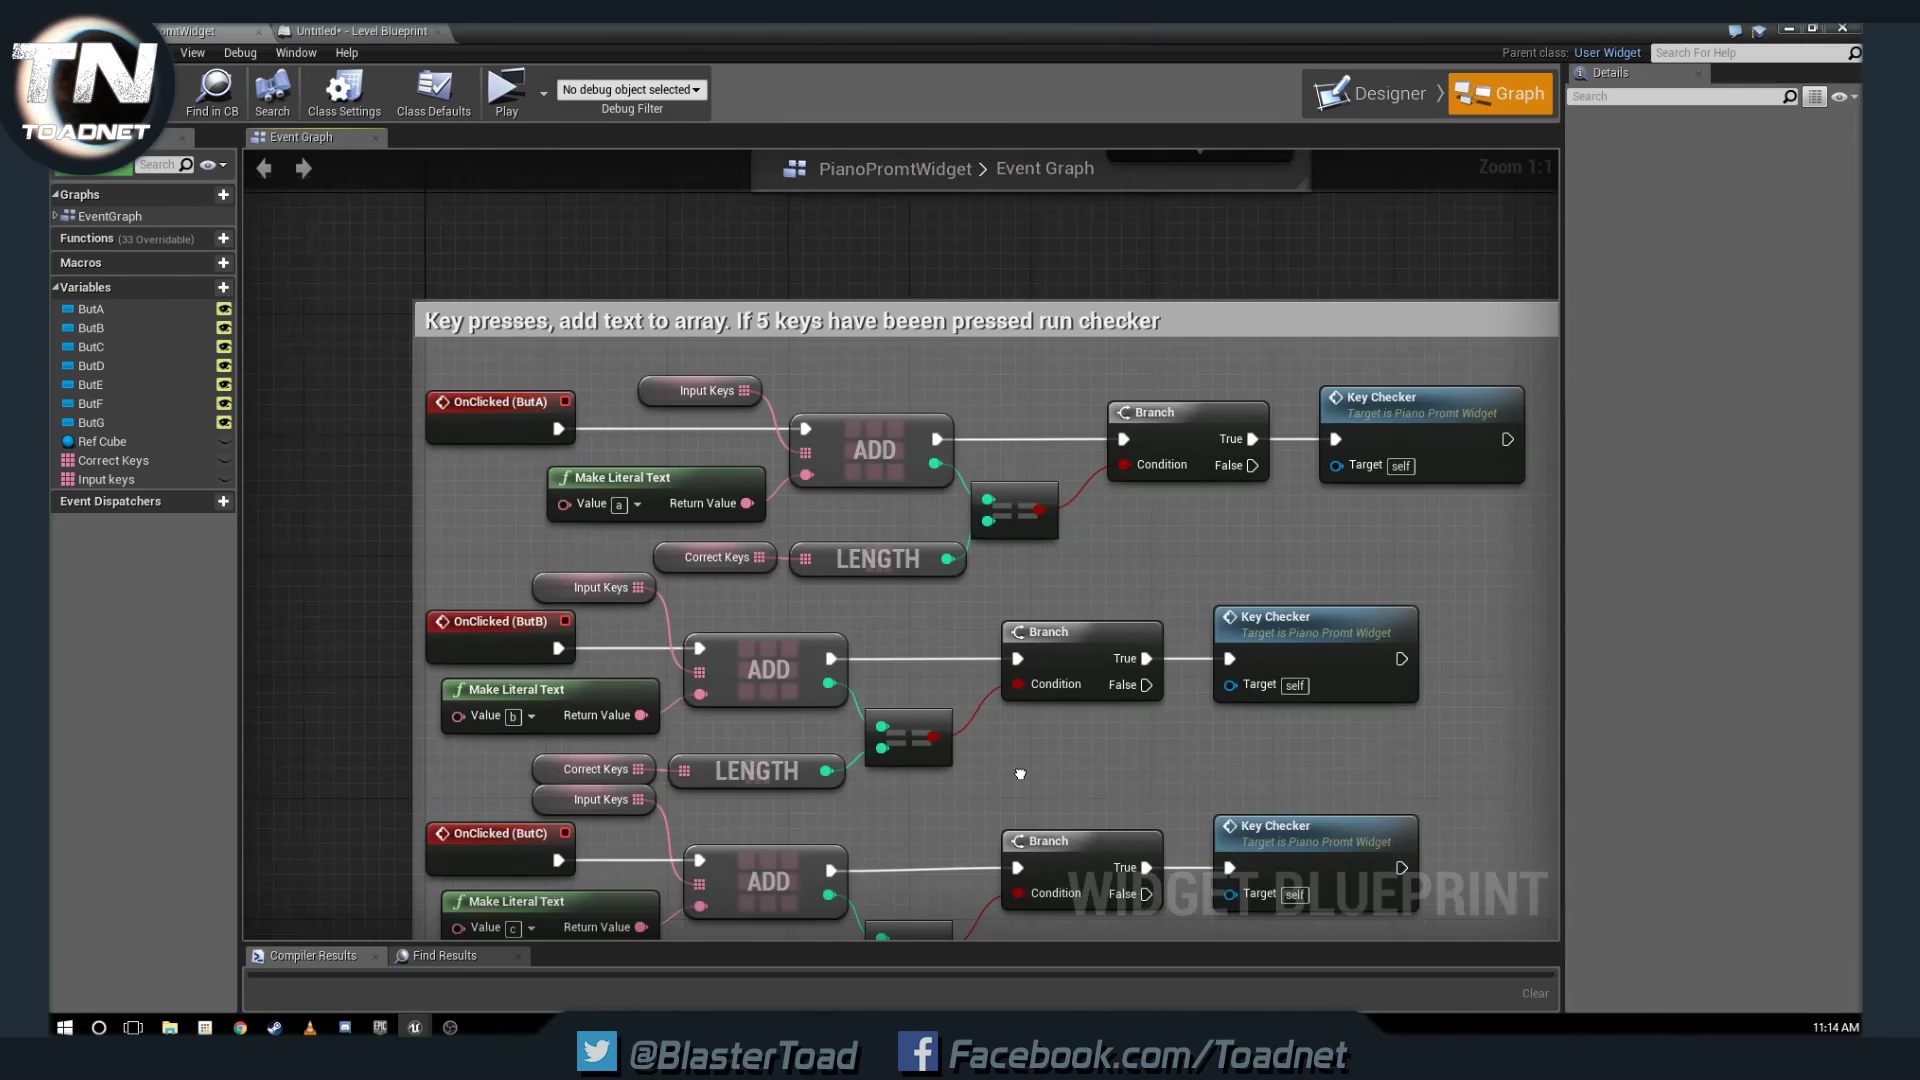 TN
TOADNET
omtWidget
Untitled* - Level Blueprint
View Debug Window Help
Parent class: User Widget
Search For Help
Find in CB
Search
Class Settings
Class Defaults
Play
No debug object selected
Debug Filter
Designer
Graph
Details
Search
Event Graph
Search
PianoPromtWidget > Event Graph
Zoom 1:1
Graphs
EventGraph
Functions (33 Overridable)
Macros
Variables
ButA
ButB
ButC
ButD
ButE
ButF
ButG
Ref Cube
Correct Keys
Input keys
Event Dispatchers
Key presses, add text to array. If 5 keys have beeen pressed run checker
OnClicked (ButA)
Input Keys
ADD
Make Literal Text
Value a Return Value
Correct Keys
LENGTH
==
Branch
True
Condition False
Key Checker
Target is Piano Promt Widget
Target self
Input Keys
OnClicked (ButB)
ADD
Make Literal Text
Value b Return Value
Correct Keys
LENGTH
==
Branch
True
Condition False
Key Checker
Target is Piano Promt Widget
Target self
Input Keys
OnClicked (ButC)
ADD
Make Literal Text
Value c Return Value
Branch
True
Condition False
Key Checker
Target is Piano Promt Widget
Target self
WIDGET BLUEPRINT
Compiler Results
Find Results
Clear
EPIC
11:14 AM
@BlasterToad
Facebook.com/Toadnet